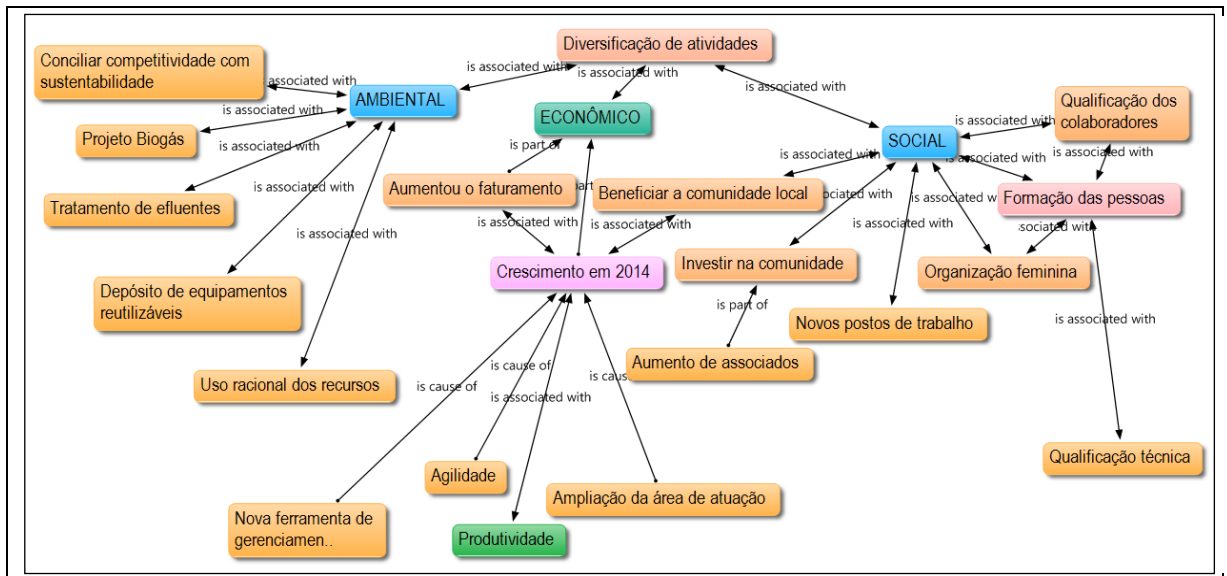 Diversificação de atividades
Conciliar competitividade com
sustentabilidade
is associated with
is associated with
is associated with
is associated with
AMBIENTAL
ECONÔMICO
Qualificação dos
colaboradores
is associated with
Projeto Biogás
is associated with
is associated with
SOCIAL
is part of
is associated with
is associated with
is associated with
is associated with
Aumentou o faturamento
part
Beneficiar a comunidade local
associated with
is associated w
Formação das pessoas
Tratamento de efluentes
is associated with
is associated with
is associated with
is associated with
sociated with
Crescimento em 2014
Investir na comunidade
Organização feminina
Depósito de equipamentos
reutilizáveis
is part of
Novos postos de trabalho
is associated with
Aumento de associados
is cause of
Uso racional dos recursos
is cause of
is caus
is associated with
Qualificação técnica
Agilidade
Ampliação da área de atuação
Nova ferramenta de
gerenciamen..
Produtividade